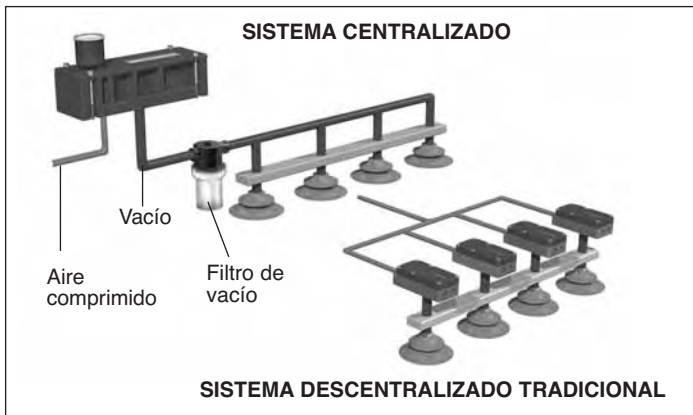 SISTEMA CENTRALIZADO
Vacío
Aire
comprimido
Filtro de
vacío
SISTEMA DESCENTRALIZADO TRADICIONAL